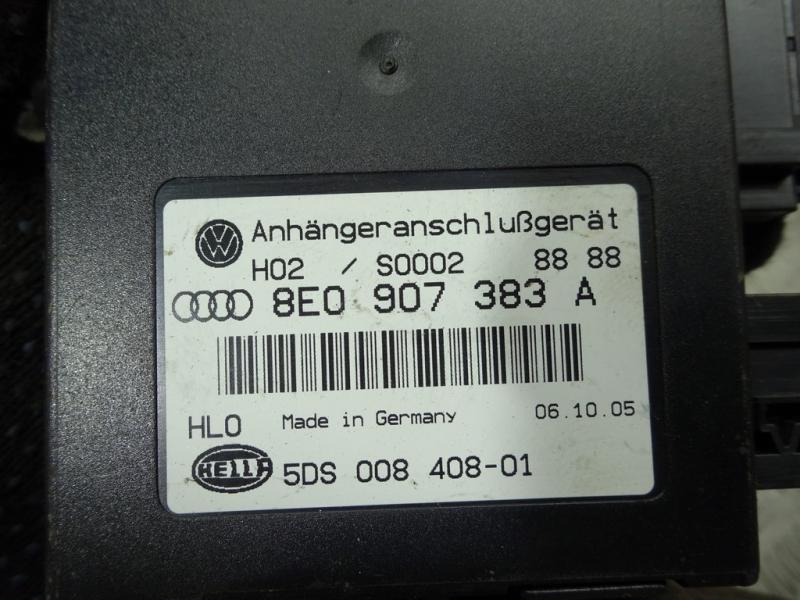 Anhängeranschlußgerät
H02 / S0002 88 88
8E0 907 383 A
HLO Made in Germany 06.10.05
HELLA 5DS 008 408-01